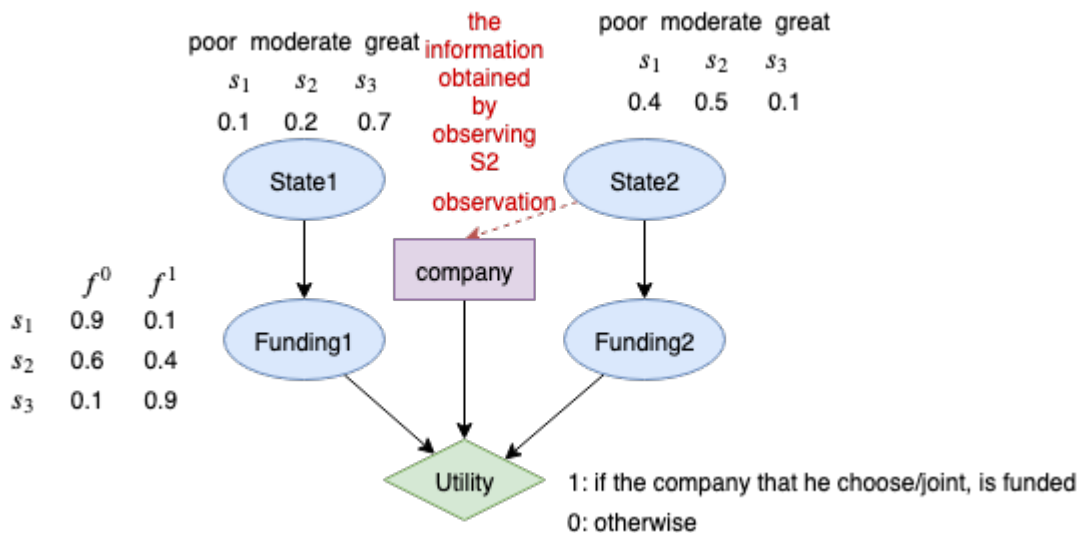 the
information
obtained
by
observing
S2
observation
poor moderate great
s₁ s₂ s₃
0.1 0.2 0.7
State1
poor moderate great
s₁ s₂ s₃
0.4 0.5 0.1
State2
company
f⁰ f¹
s₁ 0.9 0.1
s₂ 0.6 0.4
s₃ 0.1 0.9
Funding1
Funding2
Utility
1: if the company that he choose/joint, is funded
0: otherwise